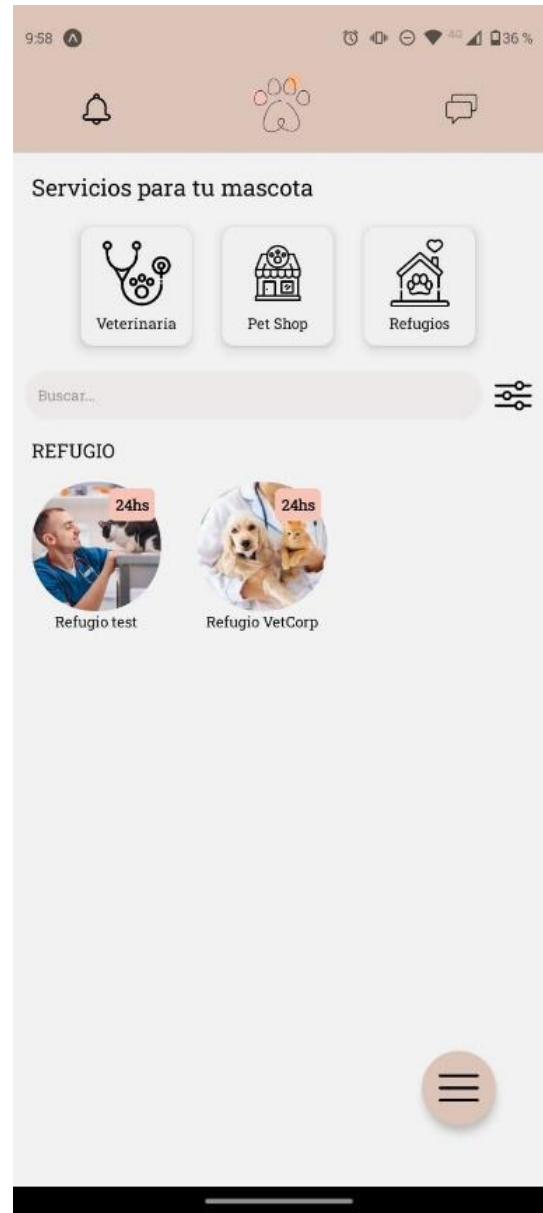 9:58 4G 36 %
Servicios para tu mascota
Veterinaria Pet Shop Refugios
Buscar...
REFUGIO
24hs 24hs
Refugio test Refugio VetCorp